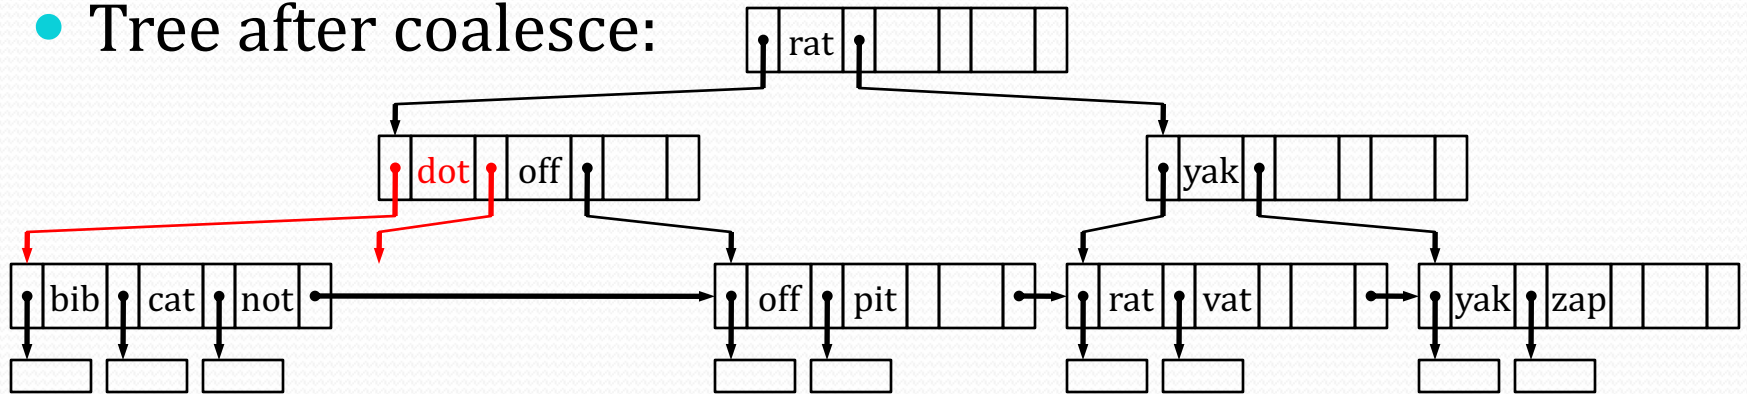 • Tree after coalesce:
rat
dot off
yak
bib cat not
off pit
rat vat
yak zap